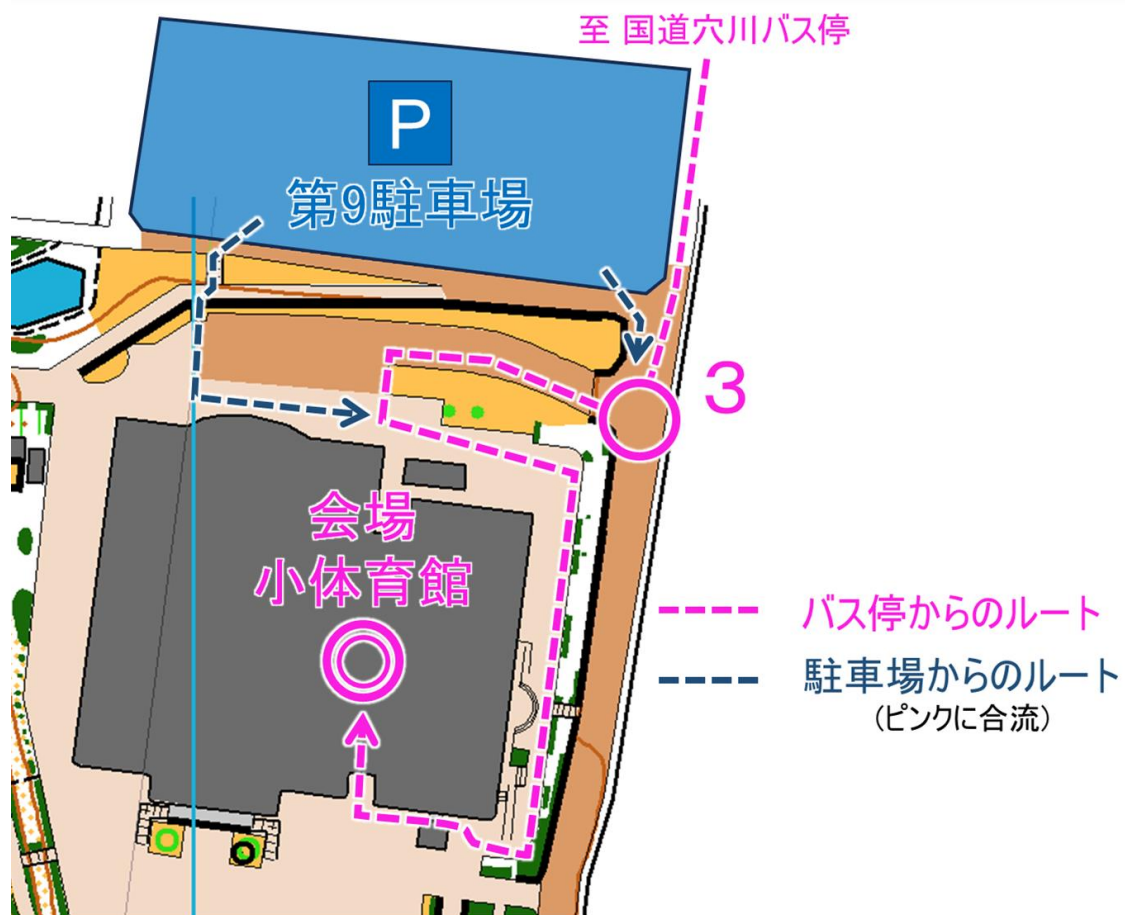 至 国道穴川バス停
P
第9駐車場
3
会場
小体育館
バス停からのルート
駐車場からのルート
(ピンクに合流)